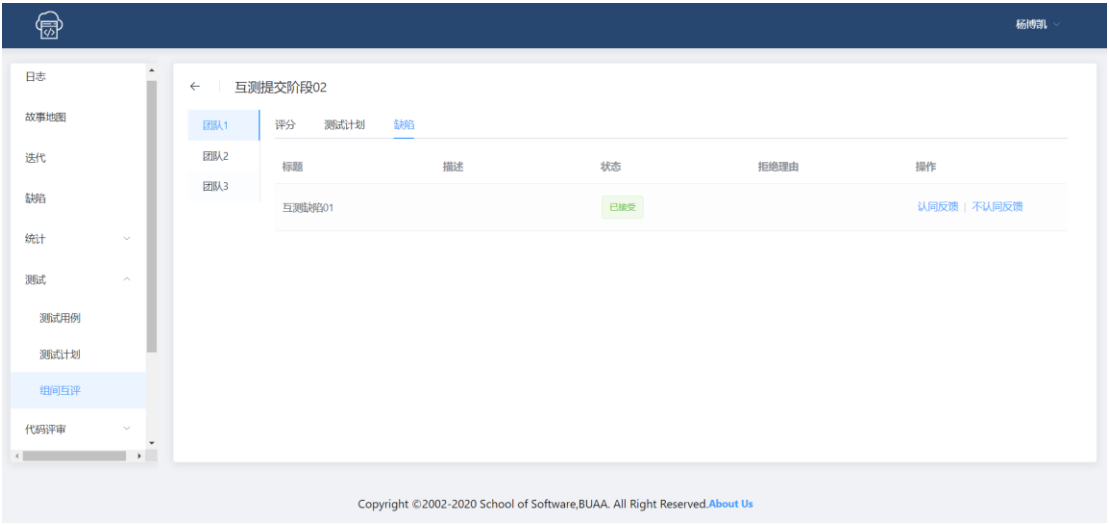 杨博凯
日志
故事地图
迭代
缺陷
统计
测试
测试用例
测试计划
组间互评
代码评审
互测提交阶段02
团队1
团队2
团队3
评分 测试计划 缺陷
标题 描述 状态 拒绝理由 操作
互测缺陷01 已接受 认同反馈 | 不认同反馈
Copyright ©2002-2020 School of Software,BUAA. All Right Reserved.About Us